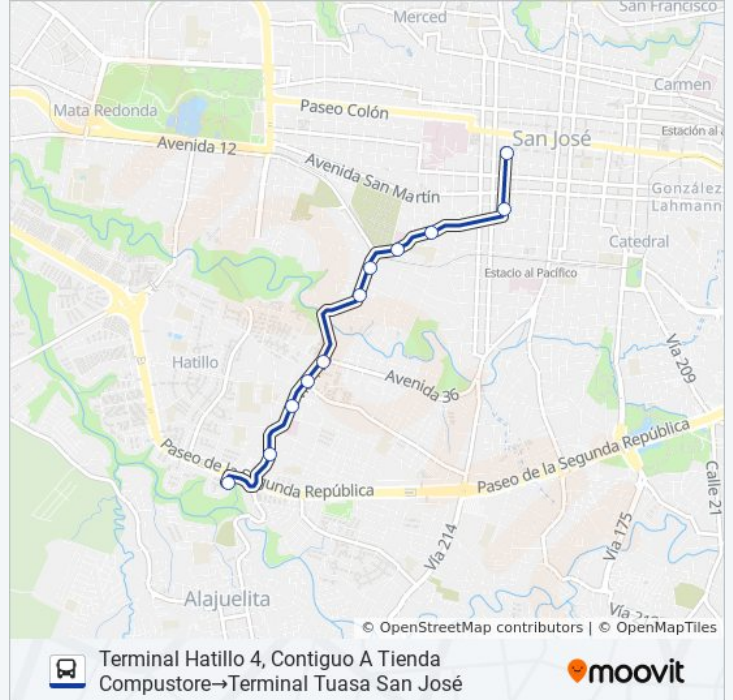 San Francisco
Merced
Carmen
Paseo Colón
Mata Redonda
Estación al
San José
Avenida 12
Avenida San Martín
González
Lahmann
Catedral
Estacio al Pacífico
Vía 209
Hatillo
Avenida 36
Paseo de la Segunda República
Paseo de la Segunda República
Calle 21
Vía 214
Vía 175
Alajuelita
© OpenStreetMap contributors | © OpenMapTiles
Terminal Hatillo 4, Contiguo A Tienda
Compustore→Terminal Tuasa San José
moovit